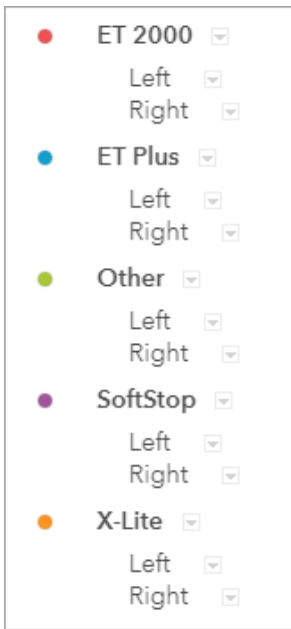 ET 2000
Left
Right
ET Plus
Left
Right
Other
Left
Right
SoftStop
Left
Right
X-Lite
Left
Right